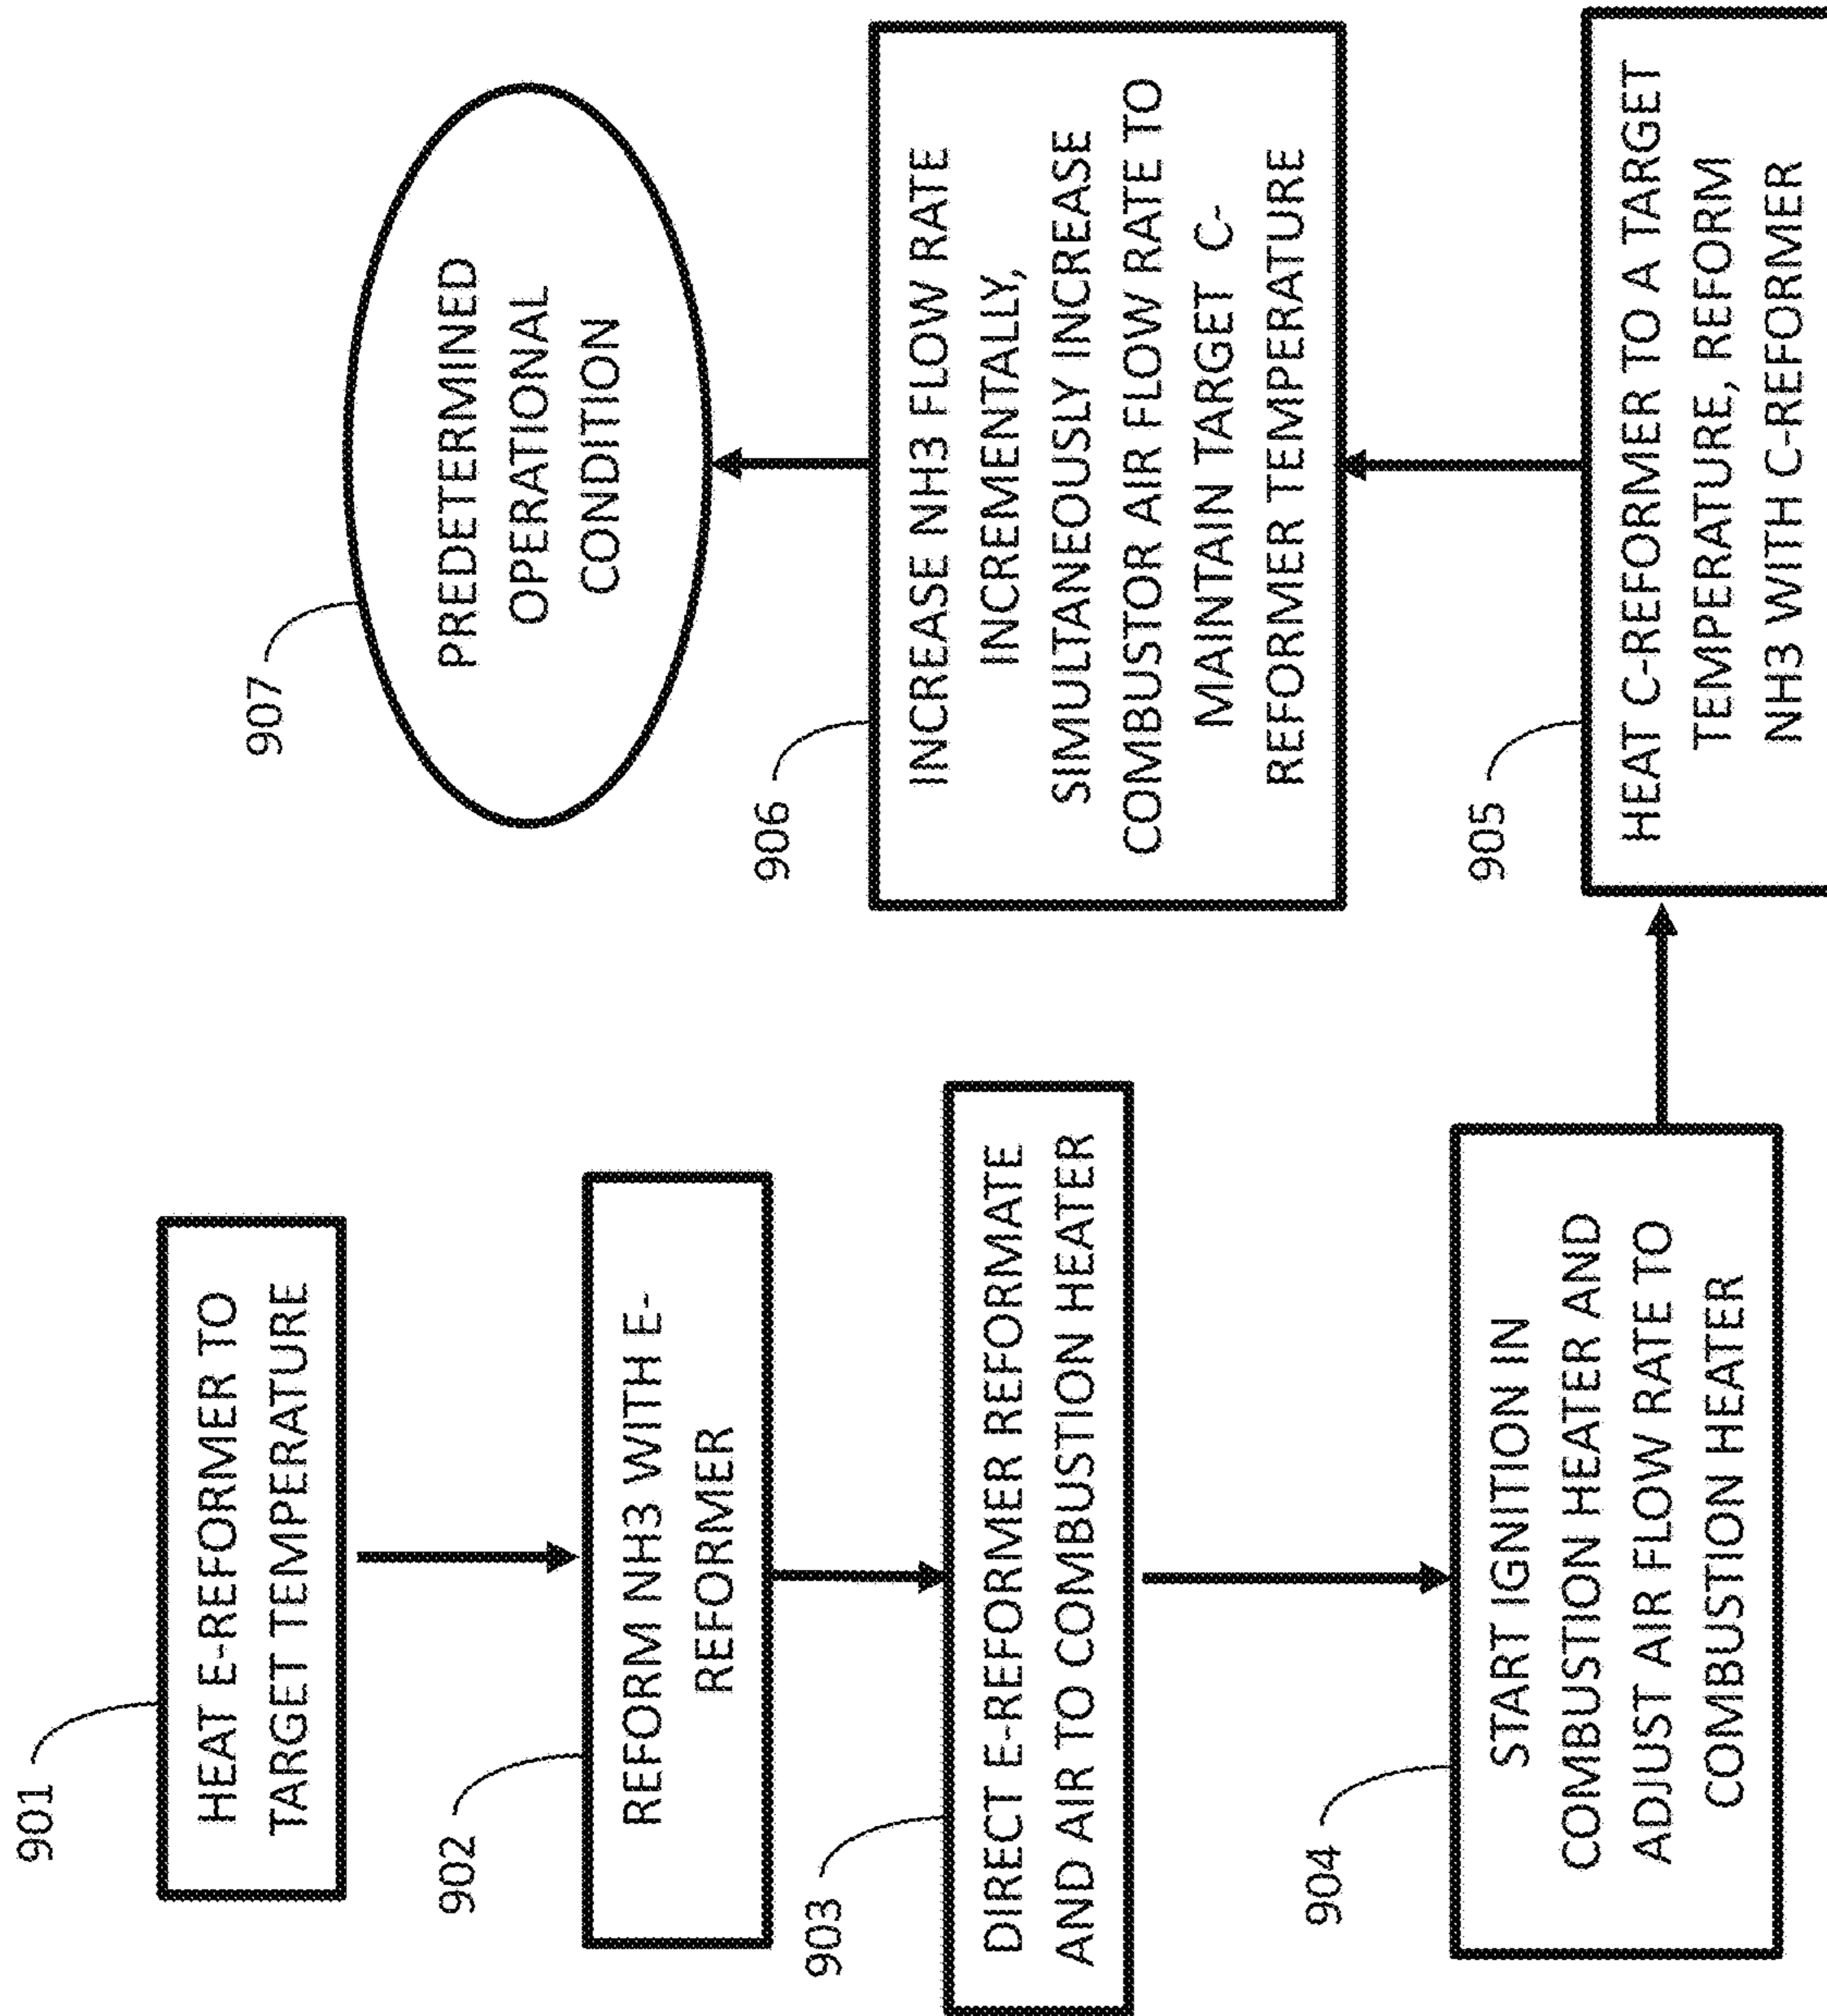 901
HEAT E-REFORMER TO
TARGET TEMPERATURE
902
REFORM NH3 WITH E-
REFORMER
903
DIRECT E-REFORMER REFORMATE
AND AIR TO COMBUSTION HEATER
904
START IGNITION IN
COMBUSTION HEATER AND
ADJUST AIR FLOW RATE TO
COMBUSTION HEATER
905
HEAT C-REFORMER TO A TARGET
TEMPERATURE, REFORM
NH3 WITH C-REFORMER
906
INCREASE NH3 FLOW RATE
INCREMENTALLY,
SIMULTANEOUSLY INCREASE
COMBUSTOR AIR FLOW RATE TO
MAINTAIN TARGET C-
REFORMER TEMPERATURE
907
PREDETERMINED
OPERATIONAL
CONDITION